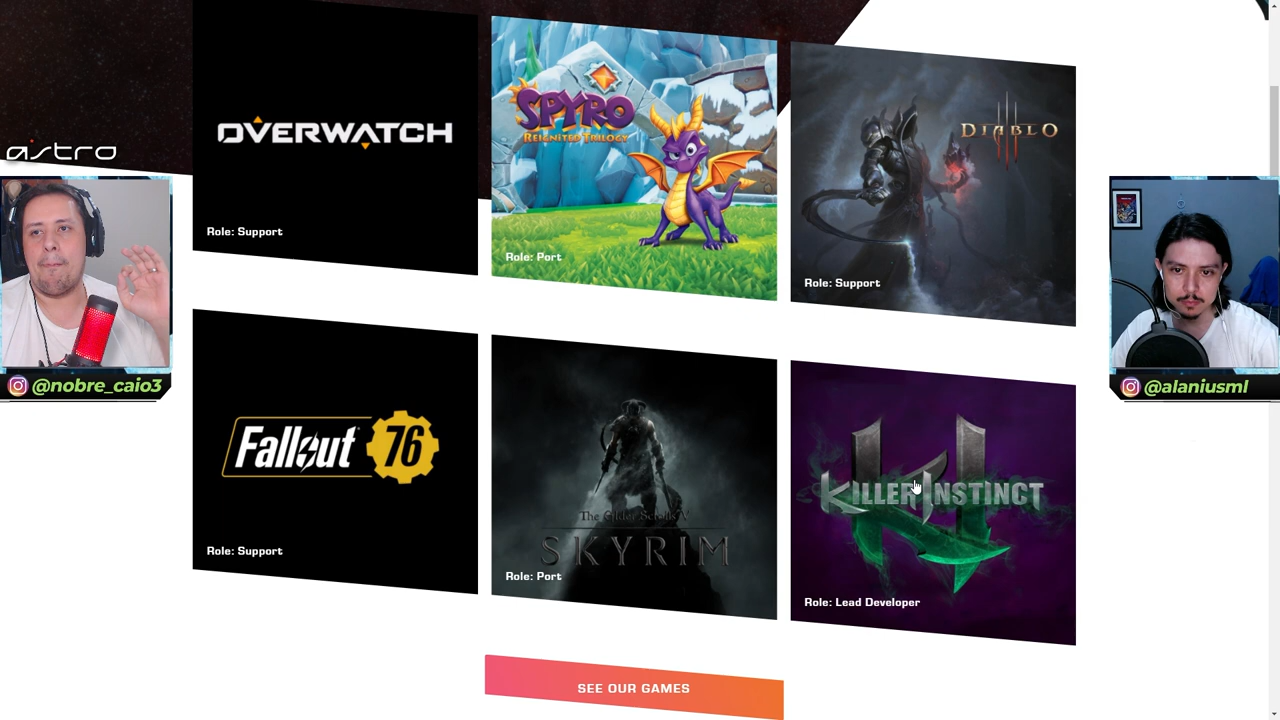 OVERWATCH
Role: Support
SPYRO
REIGNITED TRILOGY
Role: Port
DIABLO
Role: Support
astro
@nobre_caio3
@alaniusml
Fallout 76
Role: Support
The Elder Scrolls V
SKYRIM
Role: Port
KILLER INSTINCT
Role: Lead Developer
SEE OUR GAMES